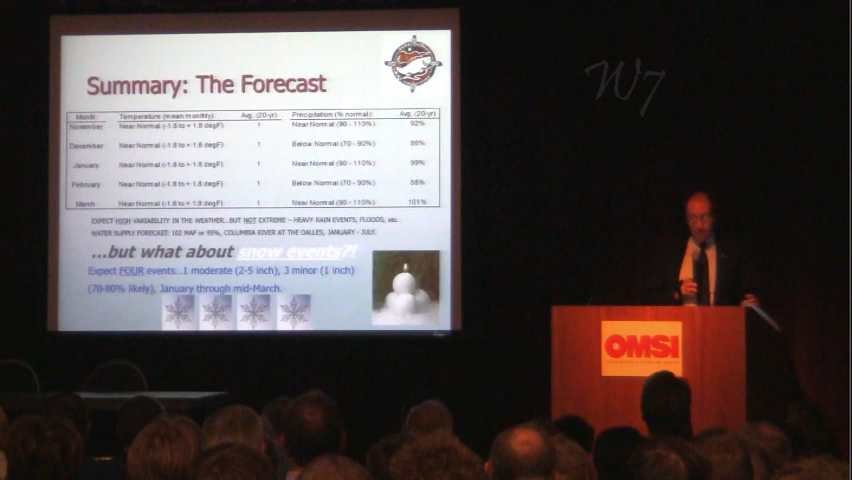 W7
Summary: The Forecast
Month: Temperature (mean monthly): Avg. (20-yr) Precipitation (% normal): Avg. (20-yr)
November Near Normal (-1.8 to + 1.8 degF) 1 Near Normal (90 - 110%) 92%
December Near Normal (-1.8 to + 1.8 degF) 1 Below Normal (70 - 90%) 86%
January Near Normal (-1.8 to + 1.8 degF) 1 Near Normal (90 - 110%) 99%
February Near Normal (-1.8 to + 1.8 degF) 1 Below Normal (70 - 90%) 88%
March Near Normal (-1.8 to + 1.8 degF) 1 Near Normal (90 - 110%) 101%
EXPECT HIGH VARIABILITY IN THE WEATHER...BUT NOT EXTREME – HEAVY RAIN EVENTS, FLOODS, etc.
WATER SUPPLY FORECAST: 102 MAF or 95%, COLUMBIA RIVER AT THE DALLES, JANUARY - JULY.
...but what about snow events?!
Expect FOUR events...1 moderate (2-5 inch), 3 minor (1 inch)
(70-80% likely), January through mid-March.
OMSI